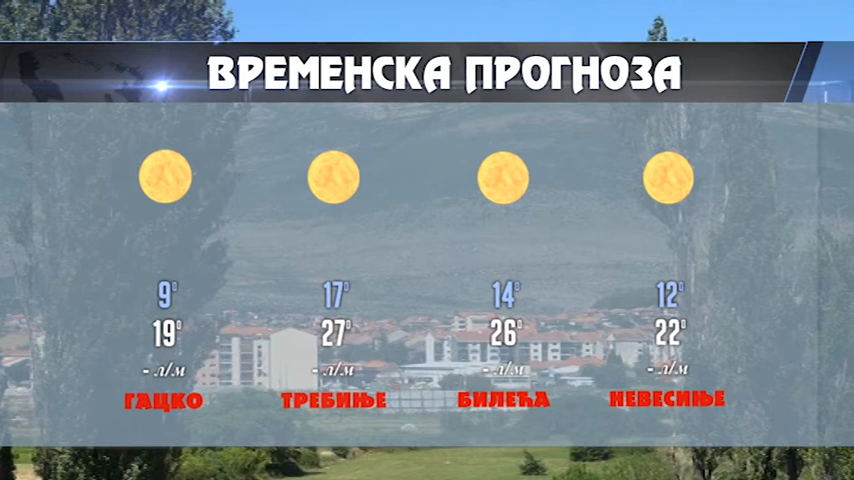 ВРЕМЕНСКА ПРОГНОЗА
9° 17° 14° 12°
19° 27° 26° 22°
- л/м - л/м - л/м - л/м
ГАЦКО ТРЕБИЊЕ БИЛЕЋА НЕВЕСИЊЕ